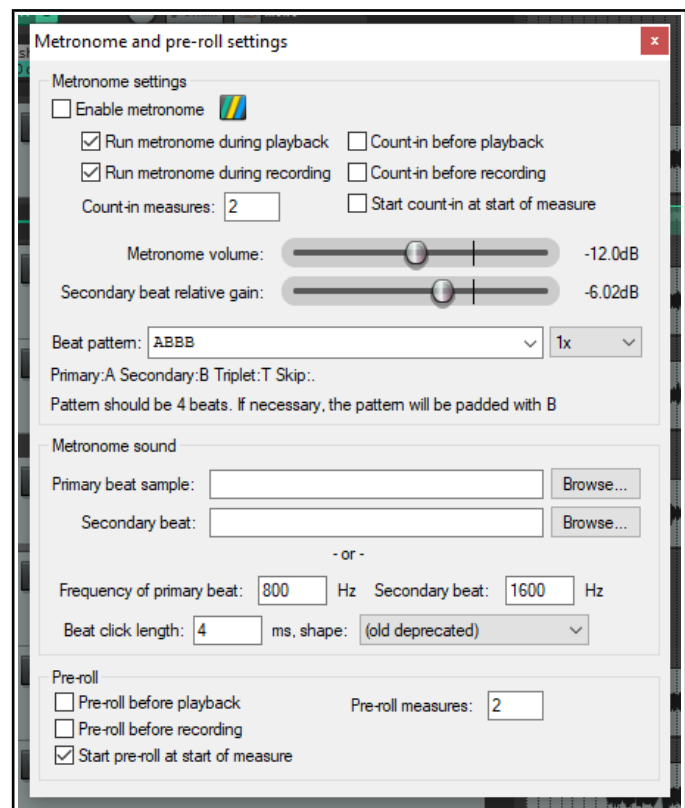 Metronome and pre-roll settings x
Metronome settings
Enable metronome
Run metronome during playback Count-in before playback
Run metronome during recording Count-in before recording
Count-in measures: 2 Start count-in at start of measure
Metronome volume: -12.0dB
Secondary beat relative gain: -6.02dB
Beat pattern: ABBB 1x
Primary:A Secondary:B Triplet:T Skip:.
Pattern should be 4 beats. If necessary, the pattern will be padded with B
Metronome sound
Primary beat sample: Browse...
Secondary beat: Browse...
- or -
Frequency of primary beat: 800 Hz Secondary beat: 1600 Hz
Beat click length: 4 ms, shape: (old deprecated)
Pre-roll
Pre-roll before playback Pre-roll measures: 2
Pre-roll before recording
Start pre-roll at start of measure